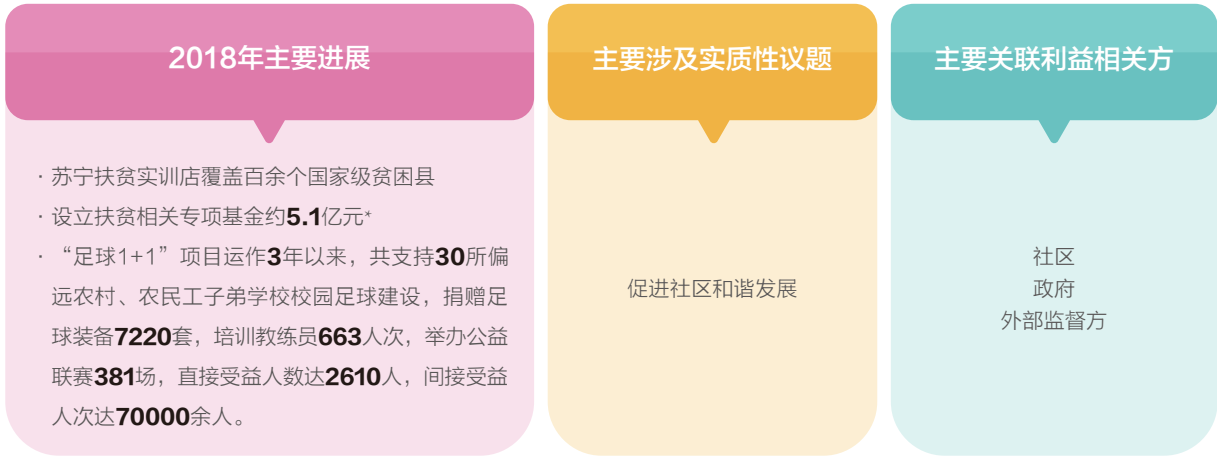 2018年主要进展
· 苏宁扶贫实训店覆盖百余个国家级贫困县
· 设立扶贫相关专项基金约5.1亿元*
· “足球1+1”项目运作3年以来，共支持30所偏
远农村、农民工子弟学校校园足球建设，捐赠足
球装备7220套，培训教练员663人次，举办公益
联赛381场，直接受益人数达2610人，间接受益
人次达70000余人。
主要涉及实质性议题
促进社区和谐发展
主要关联利益相关方
社区
政府
外部监督方